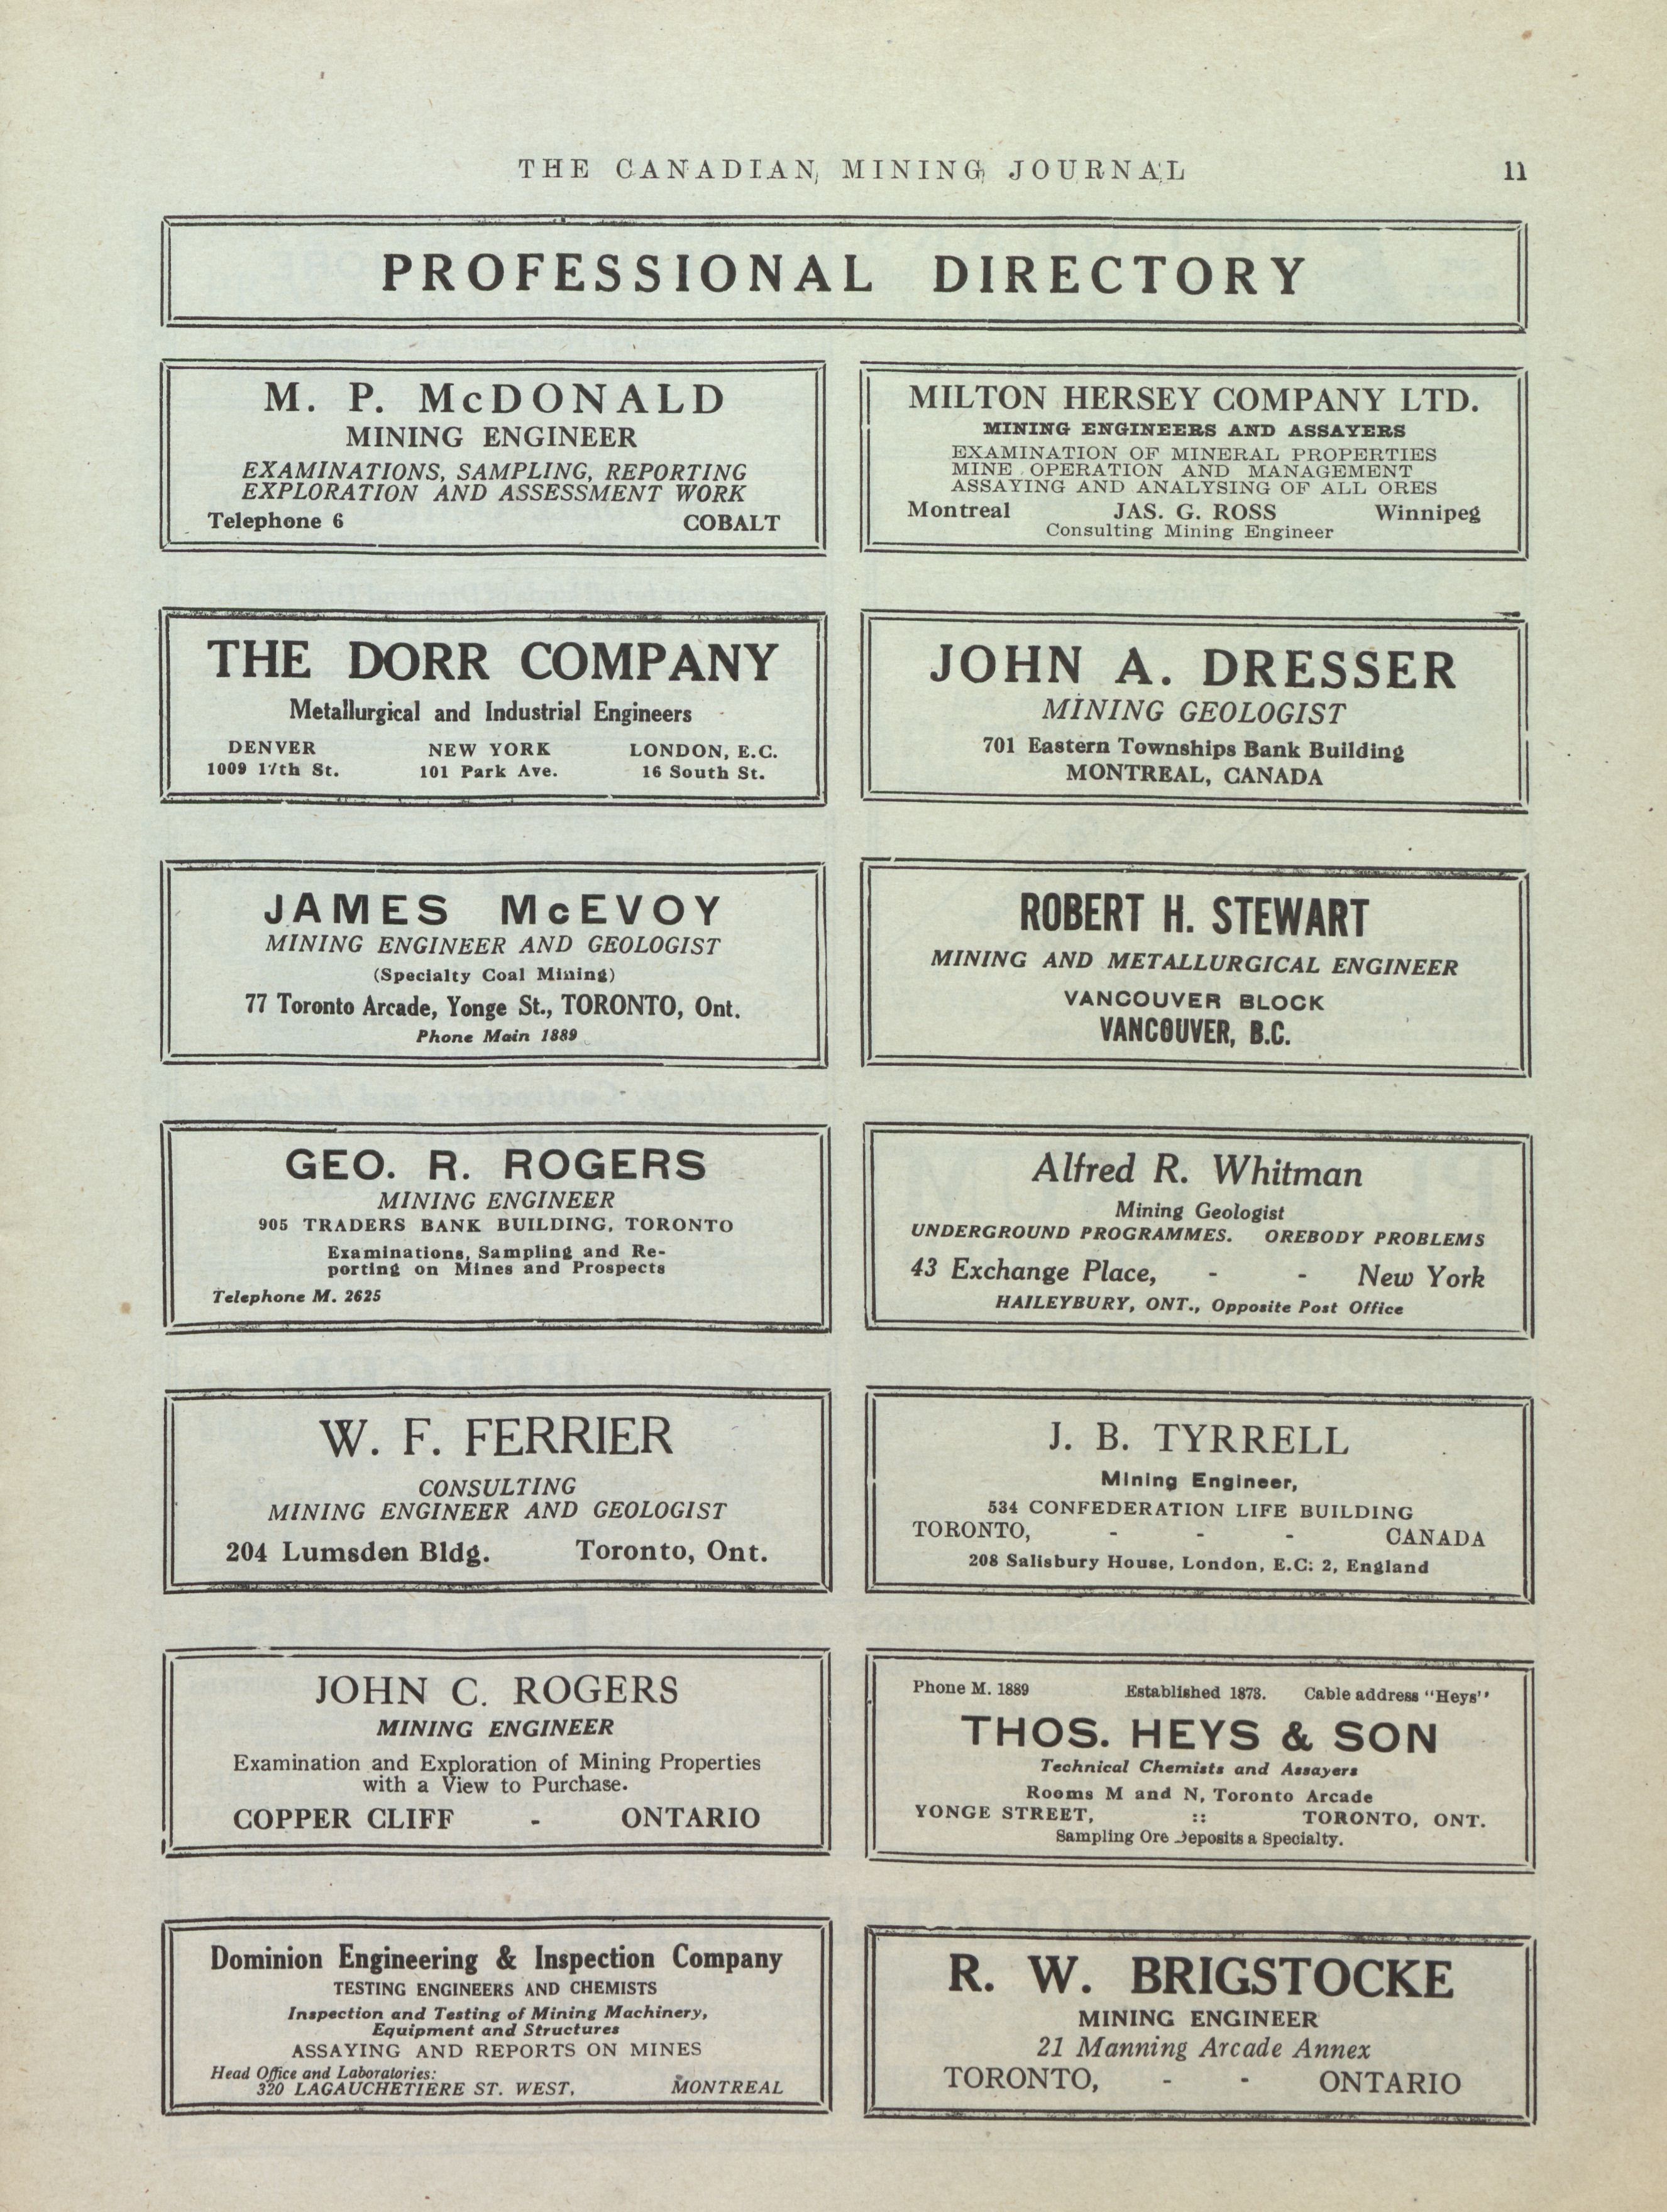 THE CANADIAN MINING JOURNAL 11
PROFESSIONAL DIRECTORY
M. P. McDONALD
MINING ENGINEER
EXAMINATIONS, SAMPLING, REPORTING
EXPLORATION AND ASSESSMENT WORK
Telephone 6 COBALT
MILTON HERSEY COMPANY LTD.
MINING ENGINEERS AND ASSAYERS
EXAMINATION OF MINERAL PROPERTIES
MINE OPERATION AND MANAGEMENT
ASSAYING AND ANALYSING OF ALL ORES
Montreal JAS. G. ROSS Winnipeg
Consulting Mining Engineer
THE DORR COMPANY
Metallurgical and Industrial Engineers
DENVER NEW YORK LONDON, E.C.
1009 17th St. 101 Park Ave. 16 South St.
JOHN A. DRESSER
MINING GEOLOGIST
701 Eastern Townships Bank Building
MONTREAL, CANADA
JAMES McEVOY
MINING ENGINEER AND GEOLOGIST
(Specialty Coal Mining)
77 Toronto Arcade, Yonge St., TORONTO, Ont.
Phone Main 1889
ROBERT H. STEWART
MINING AND METALLURGICAL ENGINEER
VANCOUVER BLOCK
VANCOUVER, B.C.
GEO. R. ROGERS
MINING ENGINEER
905 TRADERS BANK BUILDING, TORONTO
Examinations, Sampling and Re-
porting on Mines and Prospects
Telephone M. 2625
Alfred R. Whitman
Mining Geologist
UNDERGROUND PROGRAMMES. OREBODY PROBLEMS
43 Exchange Place, - - New York
HAILEYBURY, ONT., Opposite Post Office
W. F. FERRIER
CONSULTING
MINING ENGINEER AND GEOLOGIST
204 Lumsden Bldg. Toronto, Ont.
J. B. TYRRELL
Mining Engineer,
534 CONFEDERATION LIFE BUILDING
TORONTO, - - - CANADA
208 Salisbury House, London, E.C: 2, England
JOHN C. ROGERS
MINING ENGINEER
Examination and Exploration of Mining Properties
with a View to Purchase.
COPPER CLIFF - ONTARIO
Phone M. 1889 Established 1873. Cable address "Heys"
THOS. HEYS & SON
Technical Chemists and Assayers
Rooms M and N, Toronto Arcade
YONGE STREET, :: TORONTO, ONT.
Sampling Ore Deposits a Specialty.
Dominion Engineering & Inspection Company
TESTING ENGINEERS AND CHEMISTS
Inspection and Testing of Mining Machinery,
Equipment and Structures
ASSAYING AND REPORTS ON MINES
Head Office and Laboratories:
320 LAGAUCHETIERE ST. WEST, MONTREAL
R. W. BRIGSTOCKE
MINING ENGINEER
21 Manning Arcade Annex
TORONTO, - - ONTARIO